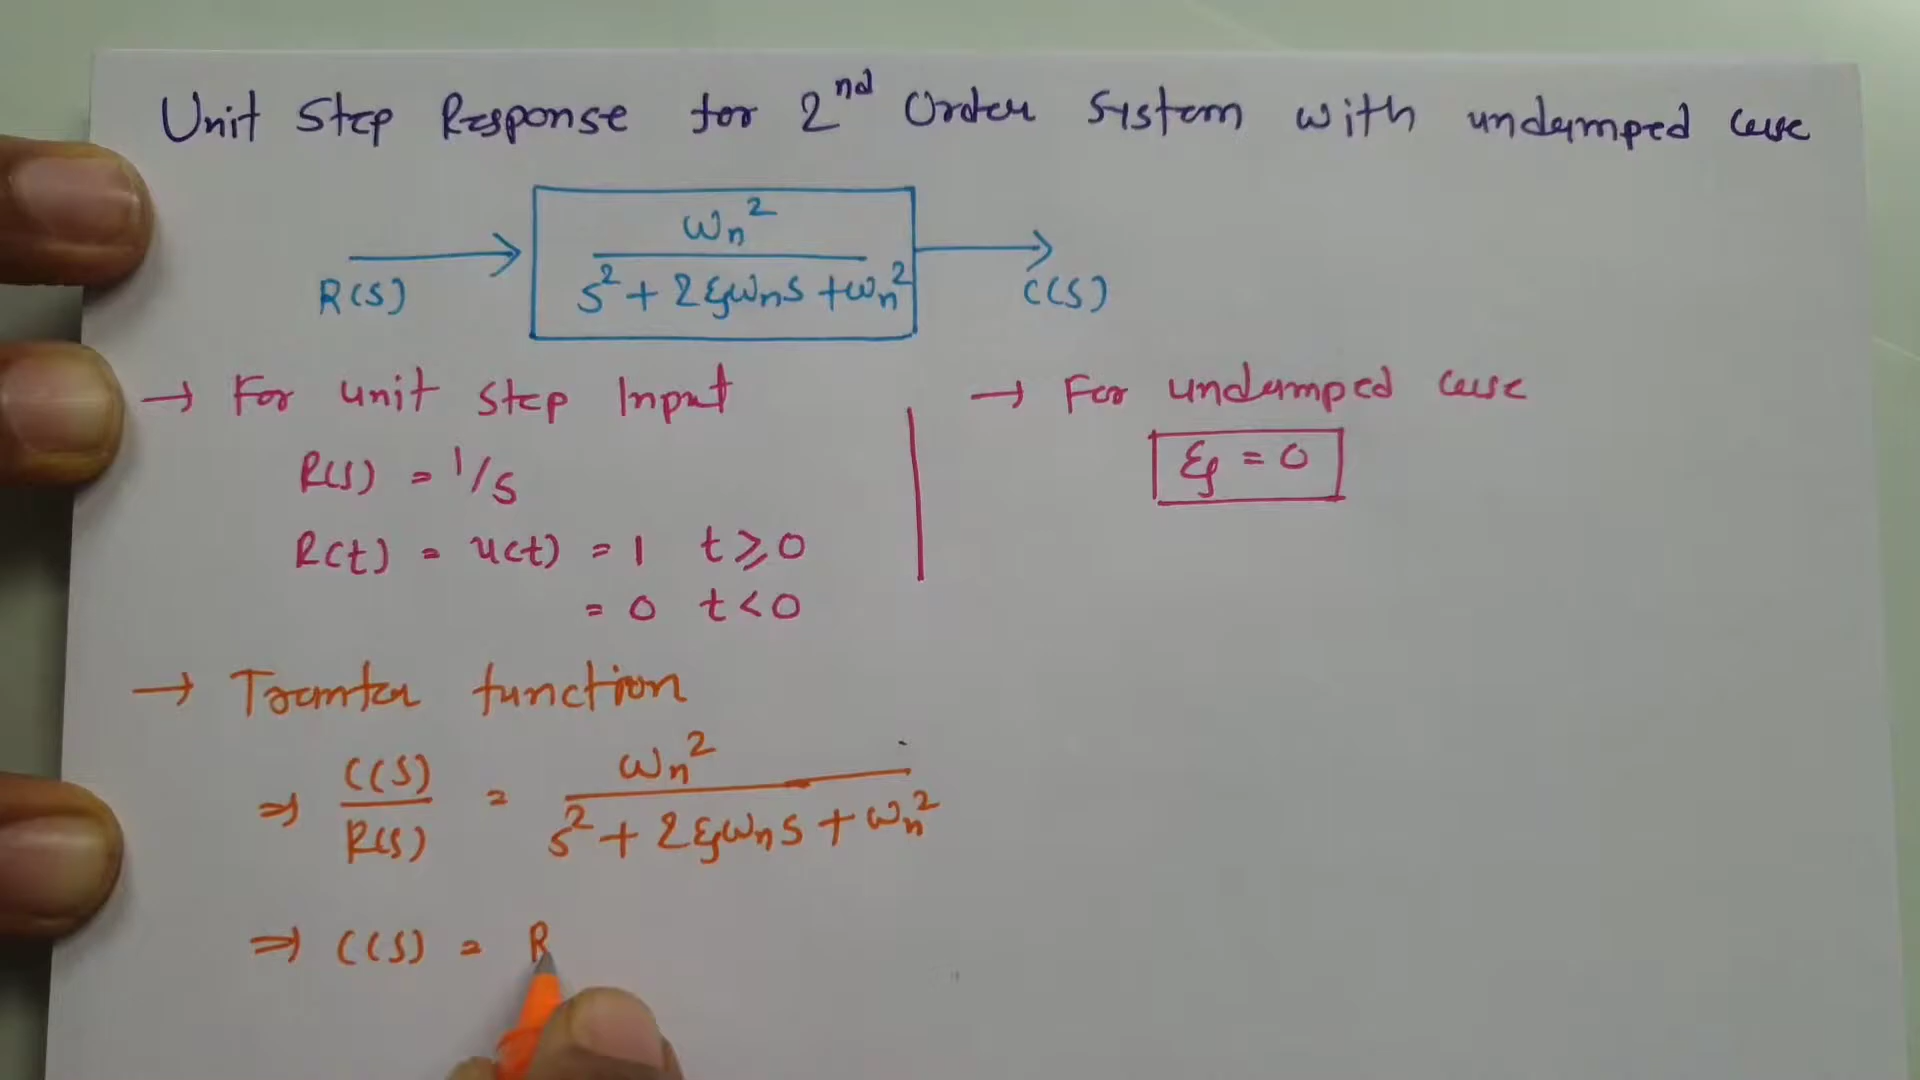 Unit Step Response for 2nd Order System with undamped case
ωn²
R(S)
s² + 2ξωns + ωn²
C(S)
→ For unit step Input
R(s) = 1/s
R(t) = u(t) = 1 t ≥ 0
= 0 t < 0
→ For undamped case
ξ = 0
→ Transfer function
⇒ C(S)/R(S) = ωn² / s² + 2ξωns + ωn²
⇒ C(S) = R